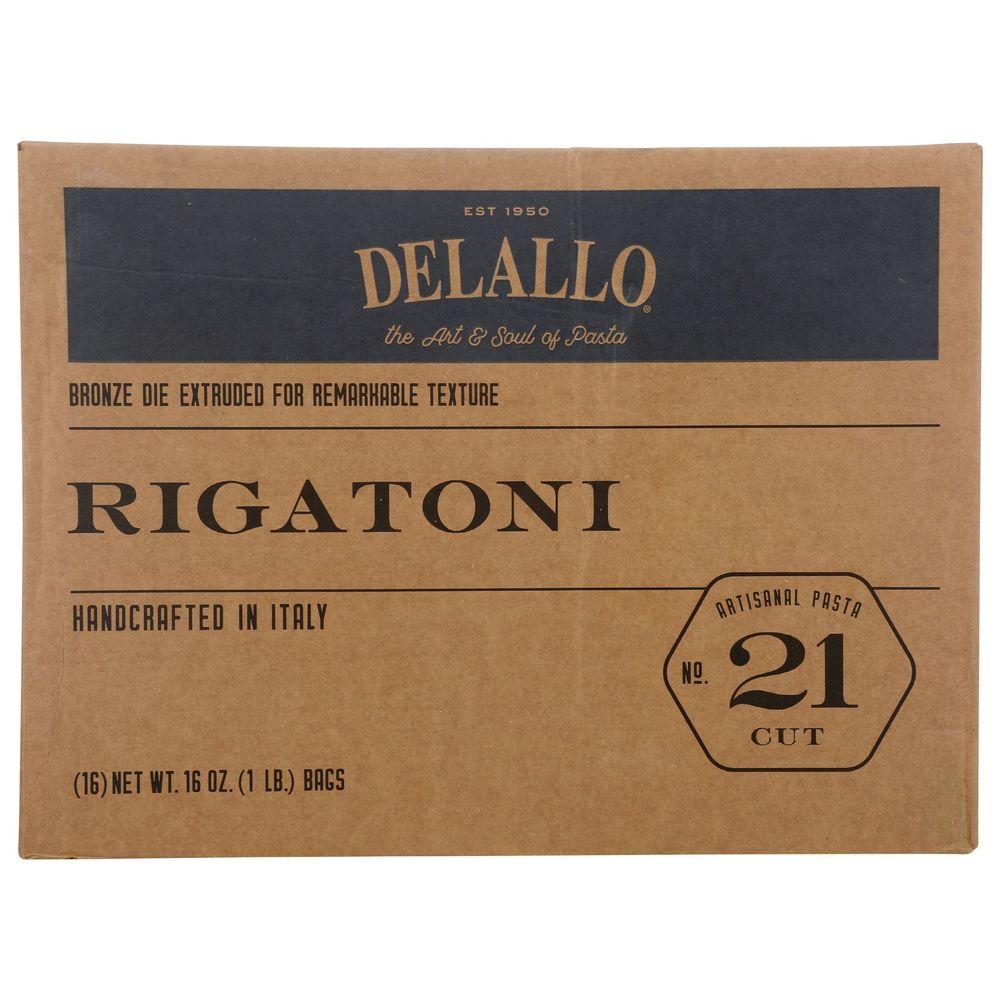 EST 1950
DELALLO®
the Art & Soul of Pasta
BRONZE DIE EXTRUDED FOR REMARKABLE TEXTURE
RIGATONI
HANDCRAFTED IN ITALY
ARTISANAL PASTA
No. 21
CUT
(16) NET WT. 16 OZ. (1 LB.) BAGS